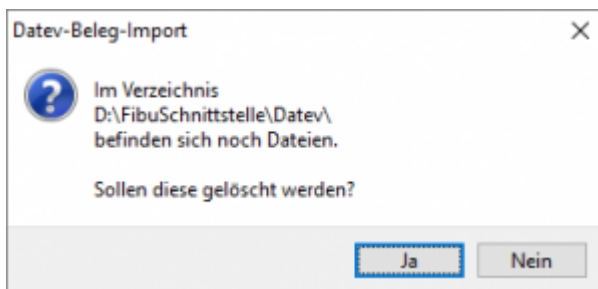 Datev-Beleg-Import
Im Verzeichnis
D:\FibuSchnittstelle\Datev\
befinden sich noch Dateien.
Sollen diese gelöscht werden?
Ja
Nein